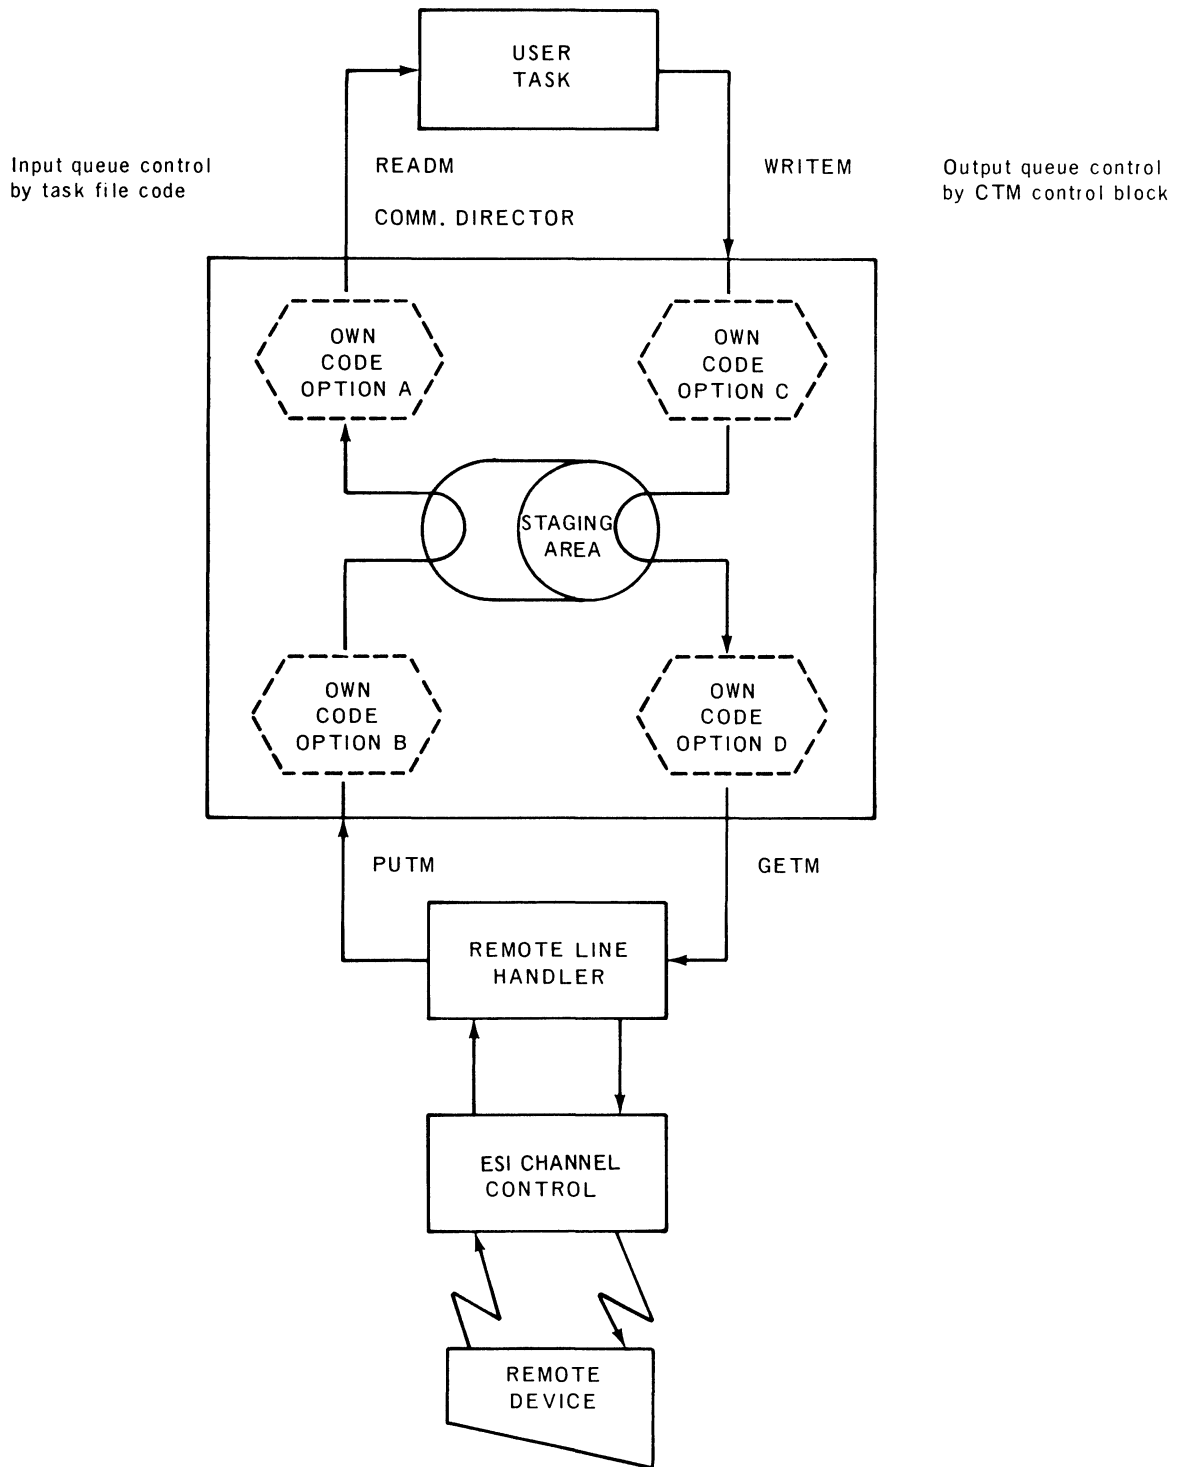 USER
TASK
Input queue control
by task file code
READM
COMM. DIRECTOR
WRITEM
Output queue control
by CTM control block
OWN
CODE
OPTION A
OWN
CODE
OPTION C
STAGING
AREA
OWN
CODE
OPTION B
OWN
CODE
OPTION D
PUTM
GETM
REMOTE LINE
HANDLER
ESI CHANNEL
CONTROL
REMOTE
DEVICE